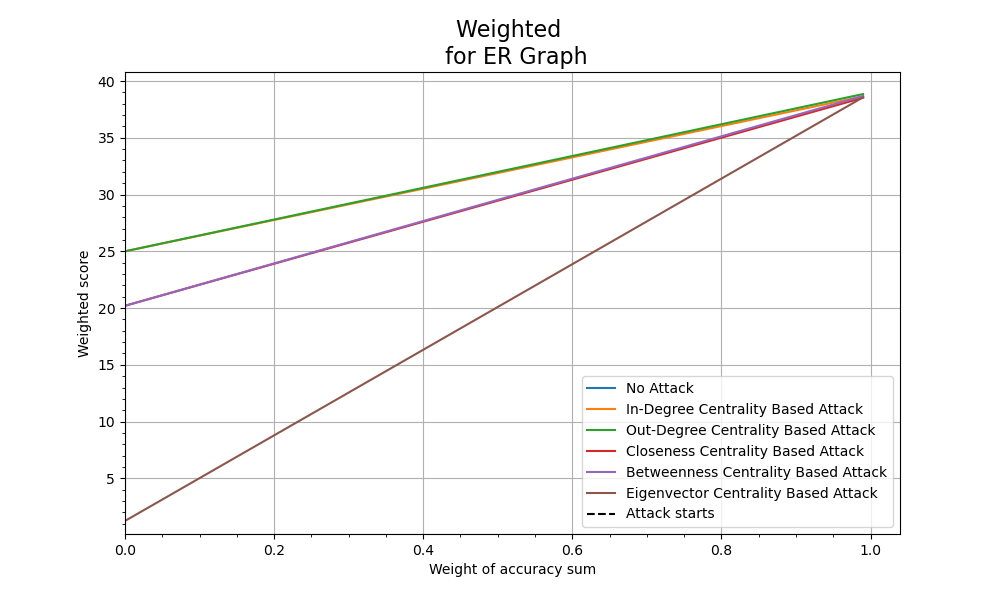 Weighted
for ER Graph
Weighted score
40
35
30
25
20
15
10
5
0.0
0.2
0.4
0.6
0.8
1.0
Weight of accuracy sum
No Attack
In-Degree Centrality Based Attack
Out-Degree Centrality Based Attack
Closeness Centrality Based Attack
Betweenness Centrality Based Attack
Eigenvector Centrality Based Attack
Attack starts